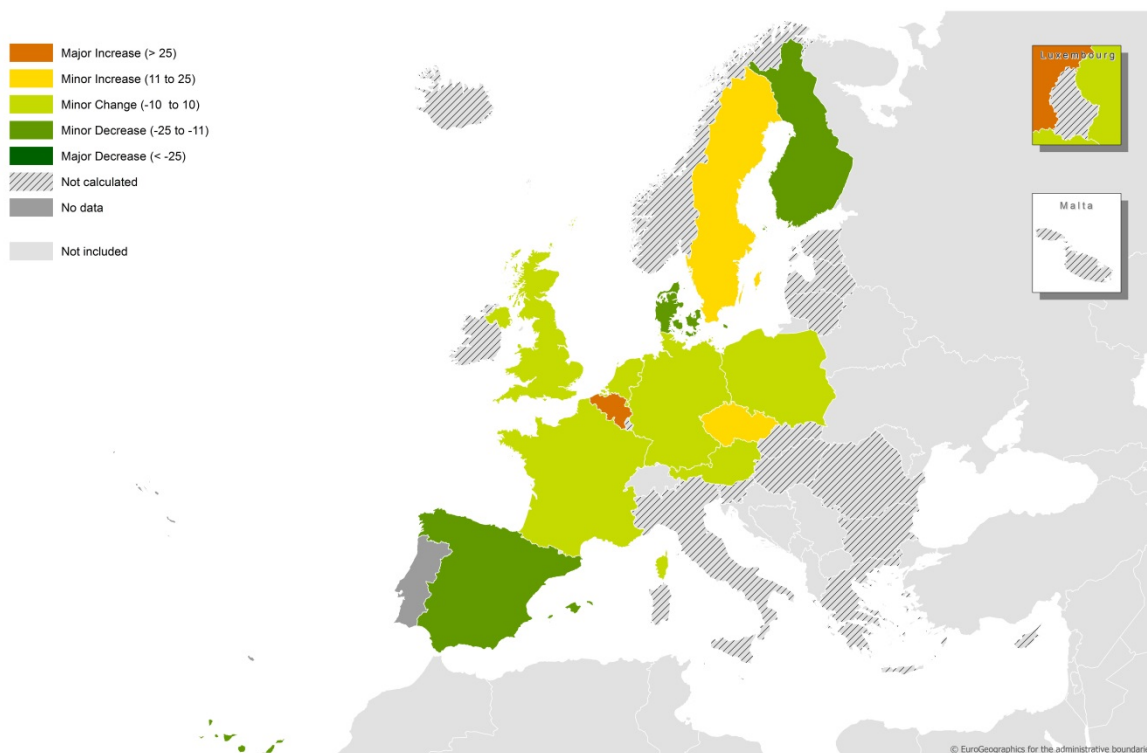 Major Increase (> 25)
Minor Increase (11 to 25)
Minor Change (-10 to 10)
Minor Decrease (-25 to -11)
Major Decrease (< -25)
Not calculated
No data
Not included
Luxembourg
Malta
© EuroGeographics for the administrative boundar